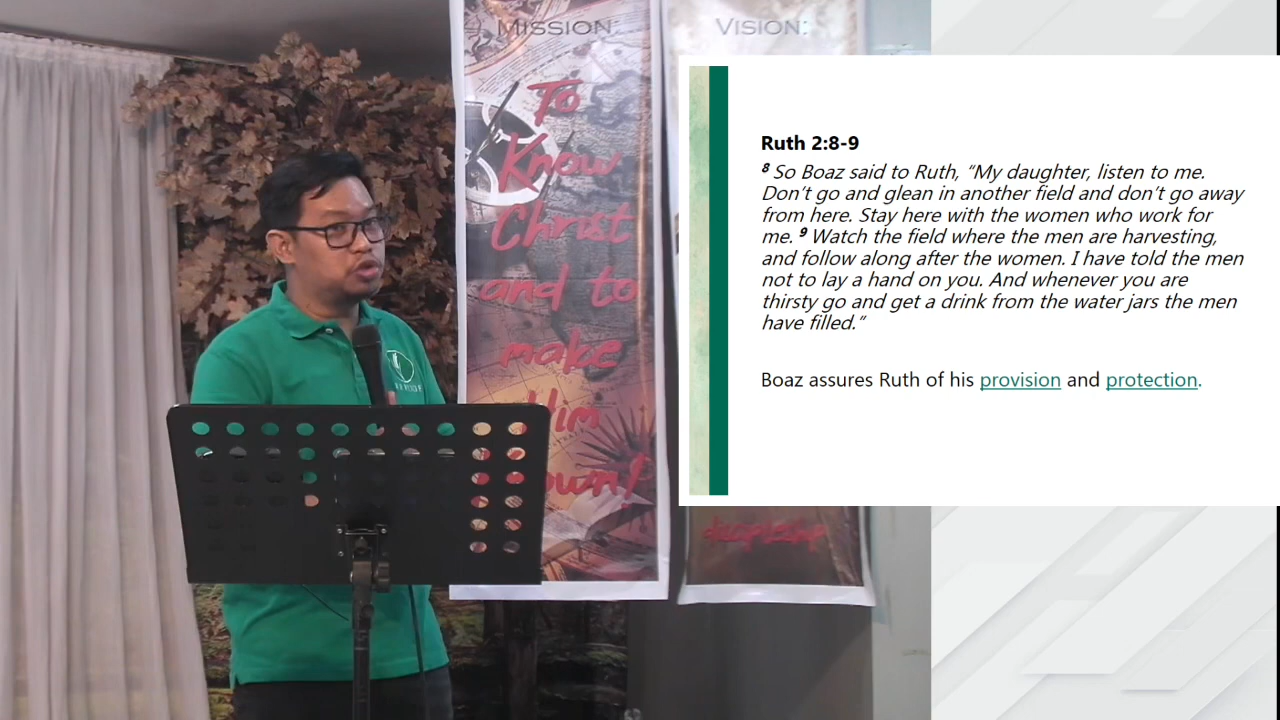 MISSION:
To
Know
Christ
and to
make
Him
VISION:
discipleship
Ruth 2:8-9
8 So Boaz said to Ruth, “My daughter, listen to me.
Don’t go and glean in another field and don’t go away
from here. Stay here with the women who work for
me. 9 Watch the field where the men are harvesting,
and follow along after the women. I have told the men
not to lay a hand on you. And whenever you are
thirsty go and get a drink from the water jars the men
have filled.”
Boaz assures Ruth of his provision and protection.